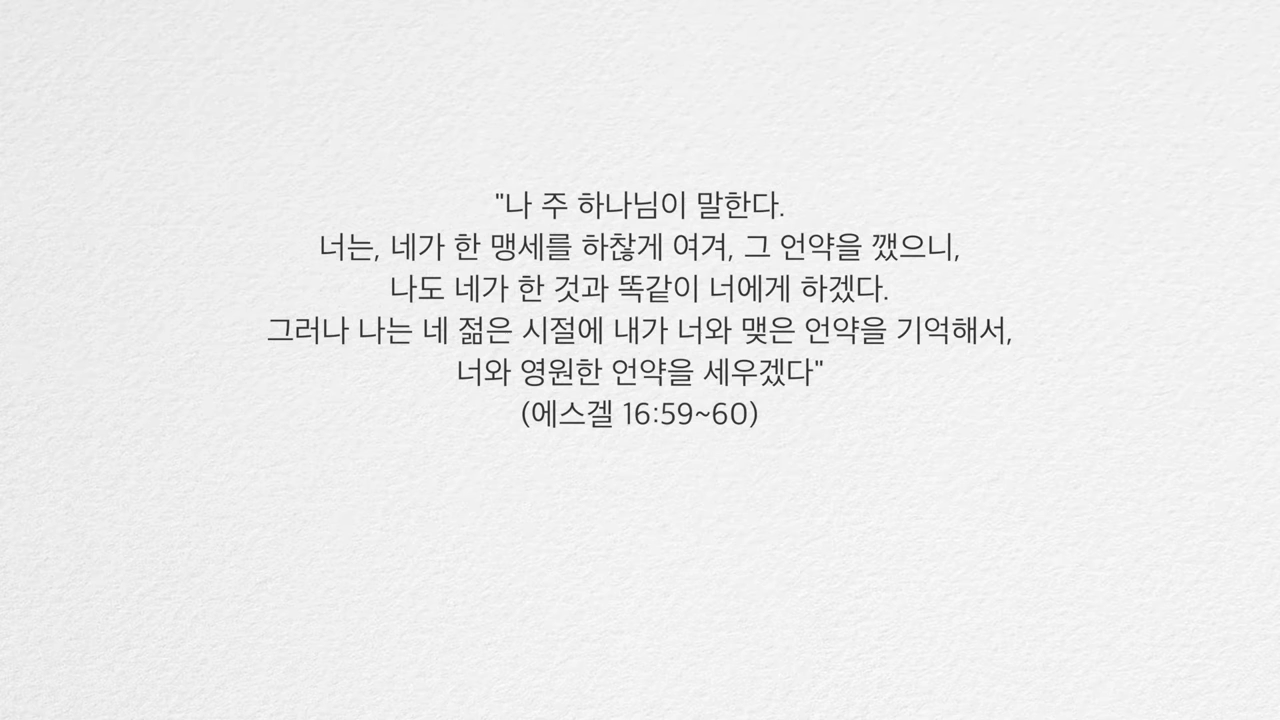 "나 주 하나님이 말한다.
너는, 네가 한 맹세를 하찮게 여겨, 그 언약을 깼으니,
나도 네가 한 것과 똑같이 너에게 하겠다.
그러나 나는 네 젊은 시절에 내가 너와 맺은 언약을 기억해서,
너와 영원한 언약을 세우겠다"
(에스겔 16:59~60)